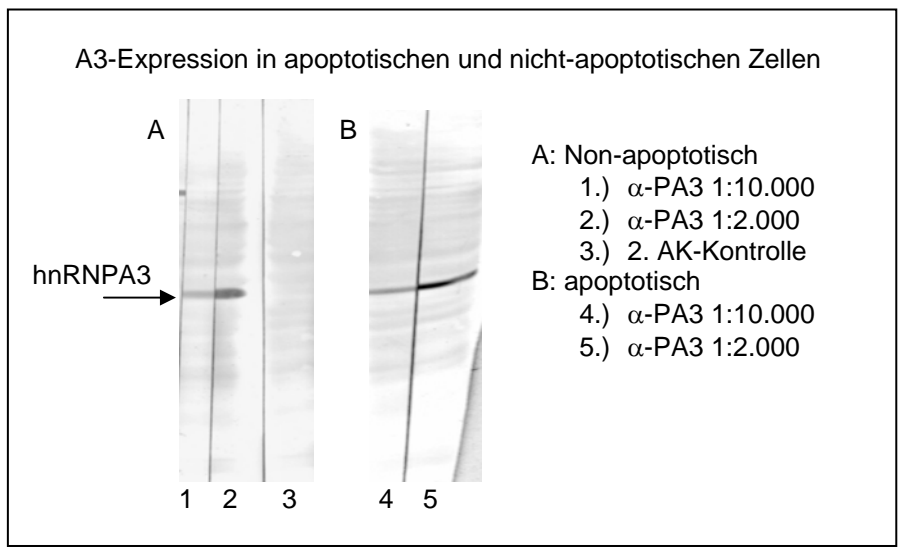 A3-Expression in apoptotischen und nicht-apoptotischen Zellen
A
B
hnRNPA3
1 2 3
4 5
A: Non-apoptotisch
1.) α-PA3 1:10.000
2.) α-PA3 1:2.000
3.) 2. AK-Kontrolle
B: apoptotisch
4.) α-PA3 1:10.000
5.) α-PA3 1:2.000